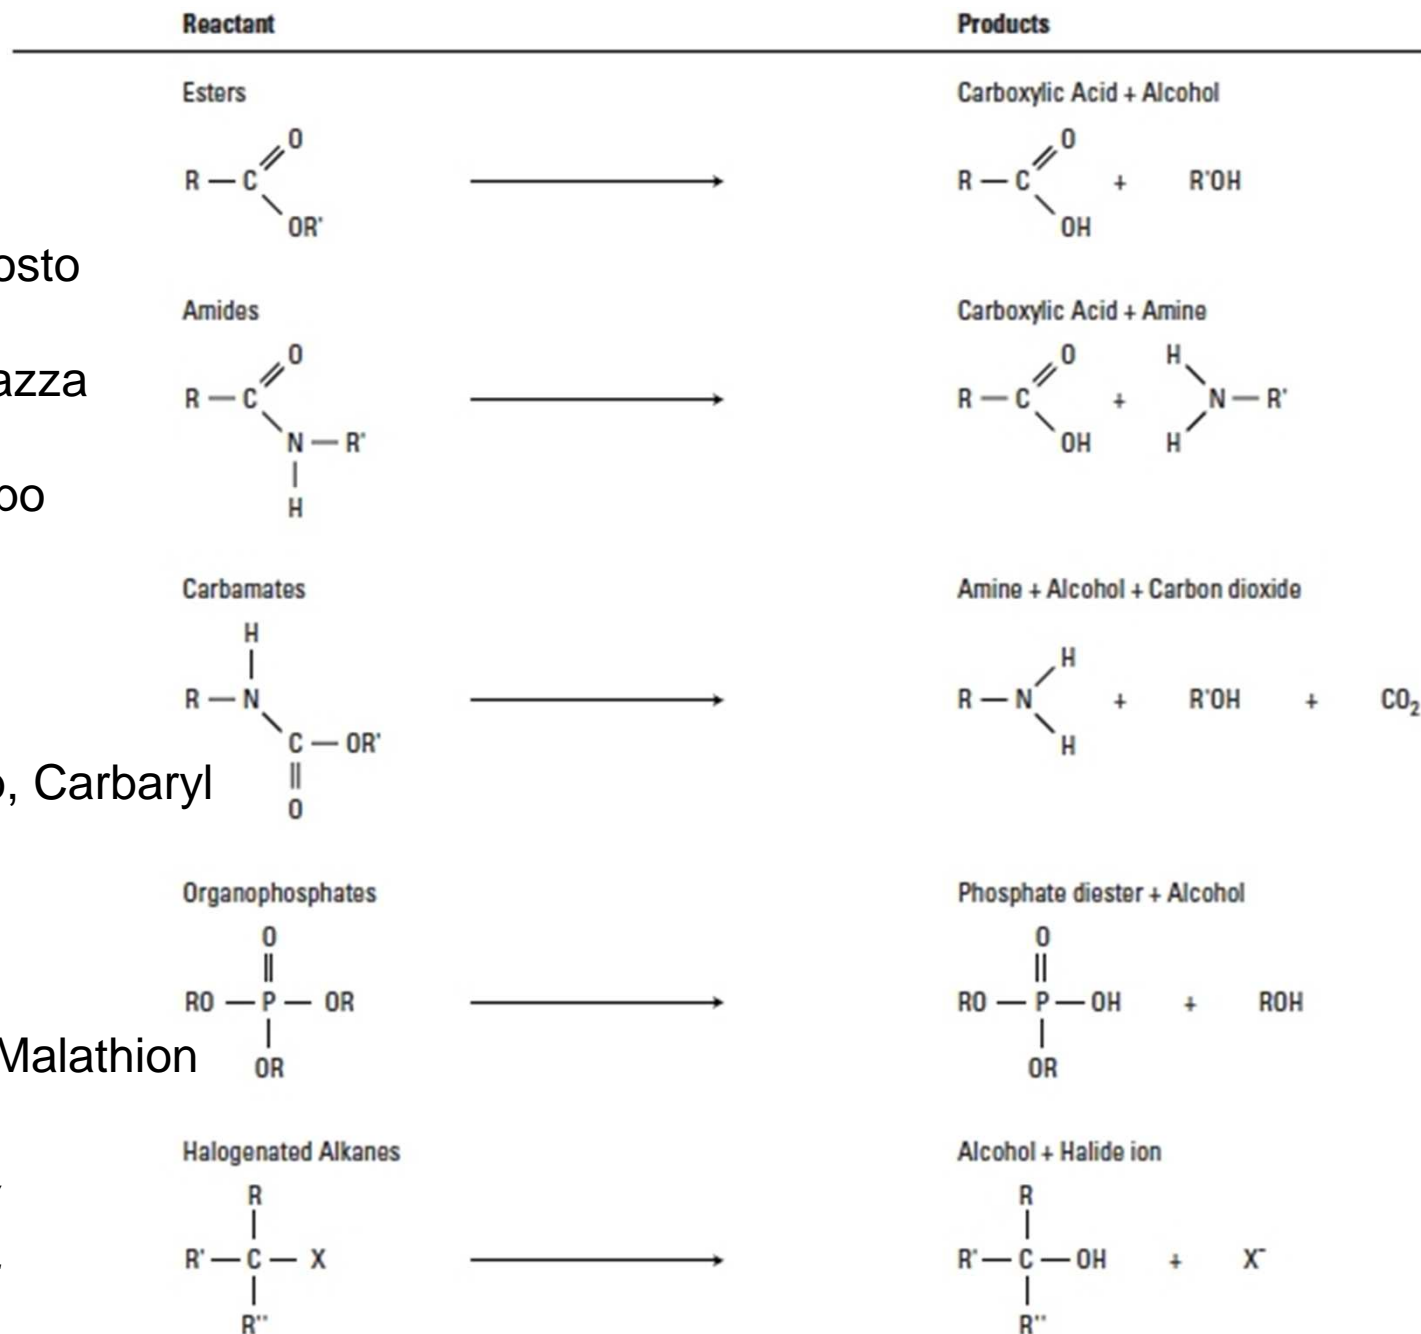 Reactant Products
Esters Carboxylic Acid + Alcohol
O O
R — C R — C + R'OH
OR' OH
osto
Amides Carboxylic Acid + Amine
O O H
azza
R — C R — C + N — R'
N — R' OH H
H
Carbamates Amine + Alcohol + Carbon dioxide
H
H
R — N R — N + R'OH + CO₂
C — OR' H
o, Carbaryl
O
Organophosphates Phosphate diester + Alcohol
O O
RO — P — OR RO — P — OH + ROH
Malathion
OR OR
Halogenated Alkanes Alcohol + Halide ion
R R
R' — C — X R' — C — OH + X⁻
R'' R''